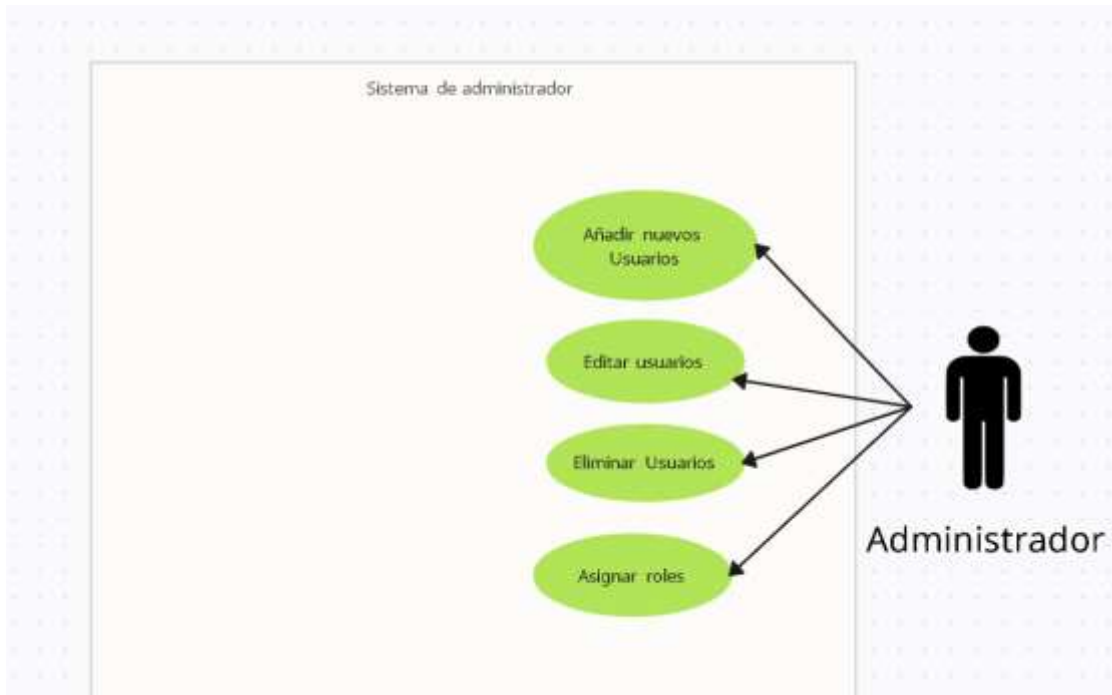 Sistema de administrador
Añadir nuevos
Usuarios
Editar usuarios
Eliminar Usuarios
Asignar roles
Administrador